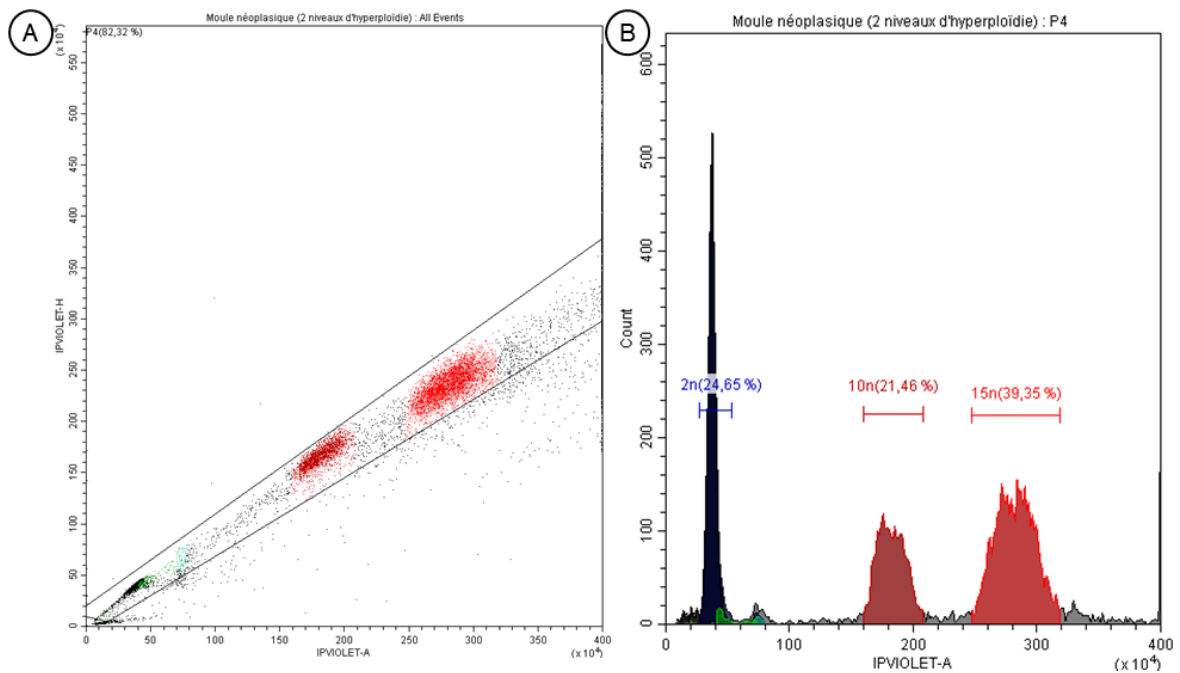 A
Moule néoplasique (2 niveaux d'hyperploïdie) : All Events
P4(82,32 %)
(x 10⁴)
550
500
450
400
350
300
250
200
150
100
50
0
IPVIOLET-H
0 50 100 150 200 250 300 350 400
IPVIOLET-A
(x 10⁴)
B
Moule néoplasique (2 niveaux d'hyperploïdie) : P4
600
500
400
300
200
100
0
Count
2n(24,65 %)
10n(21,46 %)
15n(39,35 %)
0 100 200 300 400
IPVIOLET-A
(x 10⁴)